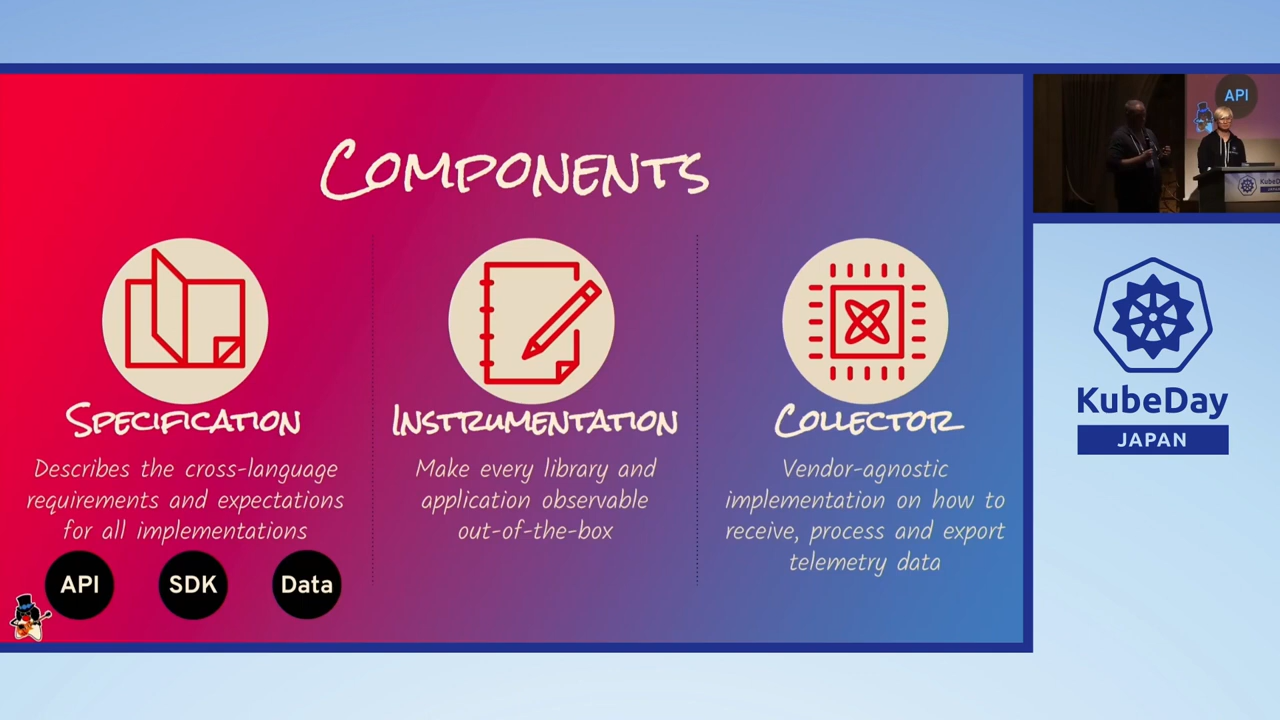 Components
Specification
Describes the cross-language
requirements and expectations
for all implementations
API
SDK
Data
Instrumentation
Make every library and
application observable
out-of-the-box
Collector
Vendor-agnostic
implementation on how to
receive, process and export
telemetry data
API
KubeDay
JAPAN